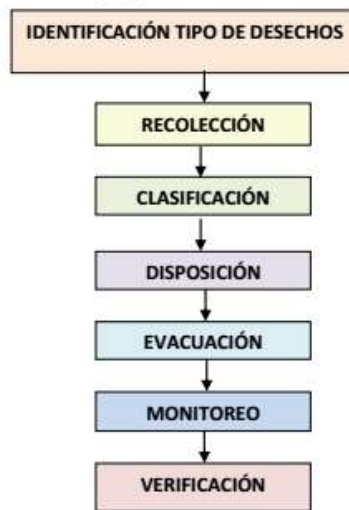 IDENTIFICACIÓN TIPO DE DESECHOS
RECOLECCIÓN
CLASIFICACIÓN
DISPOSICIÓN
EVACUACIÓN
MONITOREO
VERIFICACIÓN